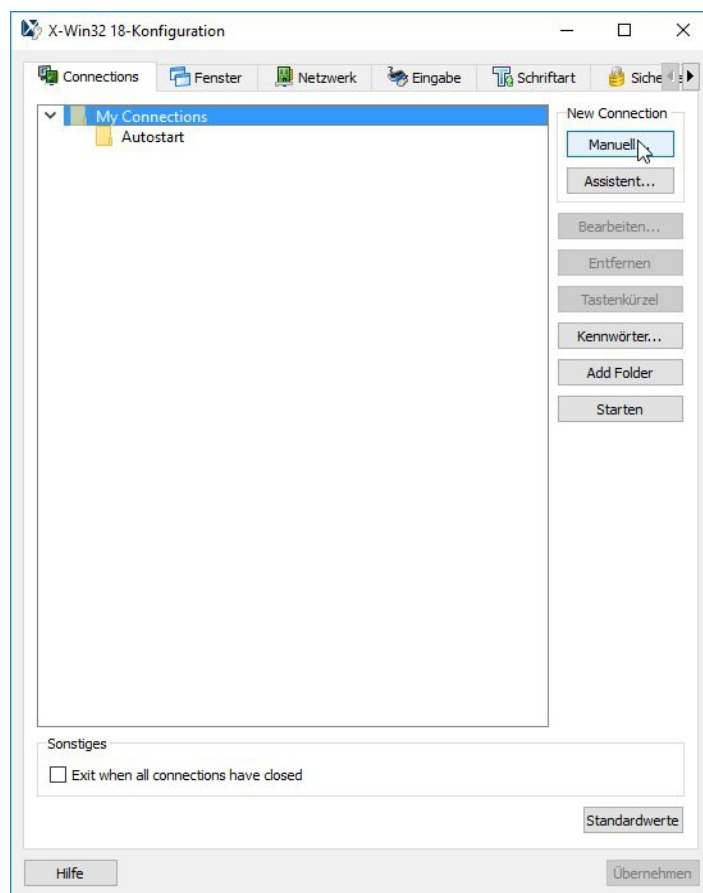 X-Win32 18-Konfiguration
Connections
Fenster
Netzwerk
Eingabe
Schriftart
My Connections
Autostart
New Connection
Assistent...
Bearbeiten...
Entfernen
Tastenkürzel
Kennwörter...
Add Folder
Starten
Sonstiges
Exit when all connections have closed
Standardwerte
Hilfe
Übernehmen